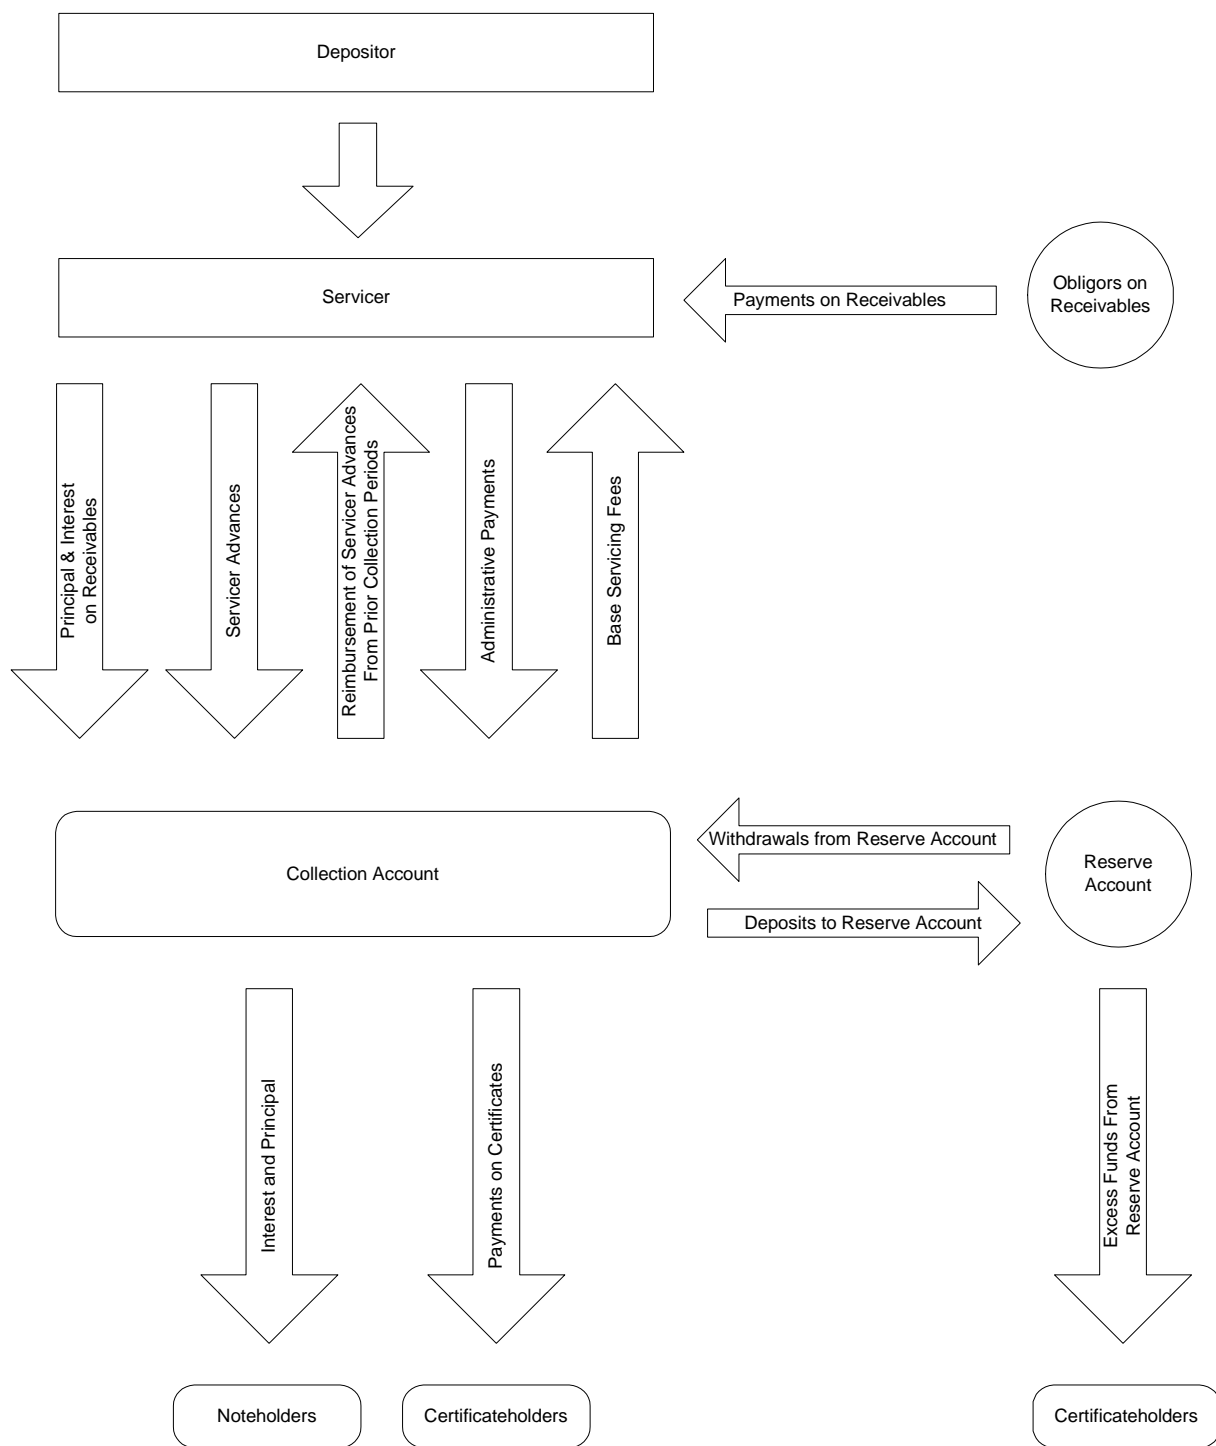 Depositor
Servicer
Payments on Receivables
Obligors on
Receivables
Principal & Interest
on Receivables
Servicer Advances
Reimbursement of Servicer Advances
From Prior Collection Periods
Administrative Payments
Base Servicing Fees
Collection Account
Withdrawals from Reserve Account
Deposits to Reserve Account
Reserve
Account
Interest and Principal
Payments on Certificates
Excess Funds From
Reserve Account
Noteholders
Certificateholders
Certificateholders